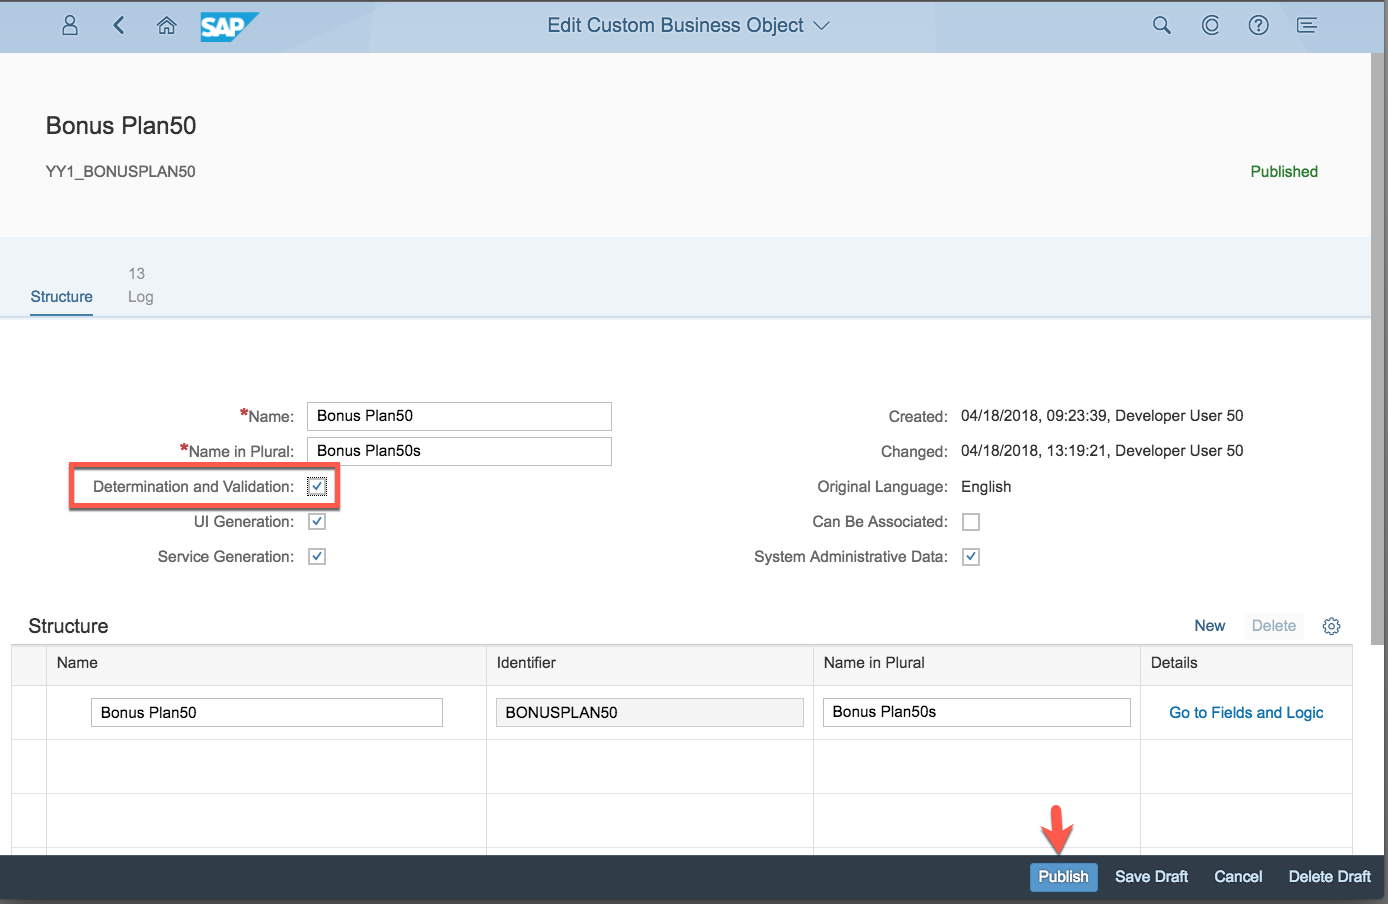 SAP
Edit Custom Business Object
Bonus Plan50
YY1_BONUSPLAN50
Published
13
Structure
Log
*Name: Bonus Plan50
Created: 04/18/2018, 09:23:39, Developer User 50
*Name in Plural: Bonus Plan50s
Changed: 04/18/2018, 13:19:21, Developer User 50
Determination and Validation:
Original Language: English
UI Generation:
Can Be Associated:
Service Generation:
System Administrative Data:
Structure
New Delete
Name Identifier Name in Plural Details
Bonus Plan50 BONUSPLAN50 Bonus Plan50s Go to Fields and Logic
Publish Save Draft Cancel Delete Draft